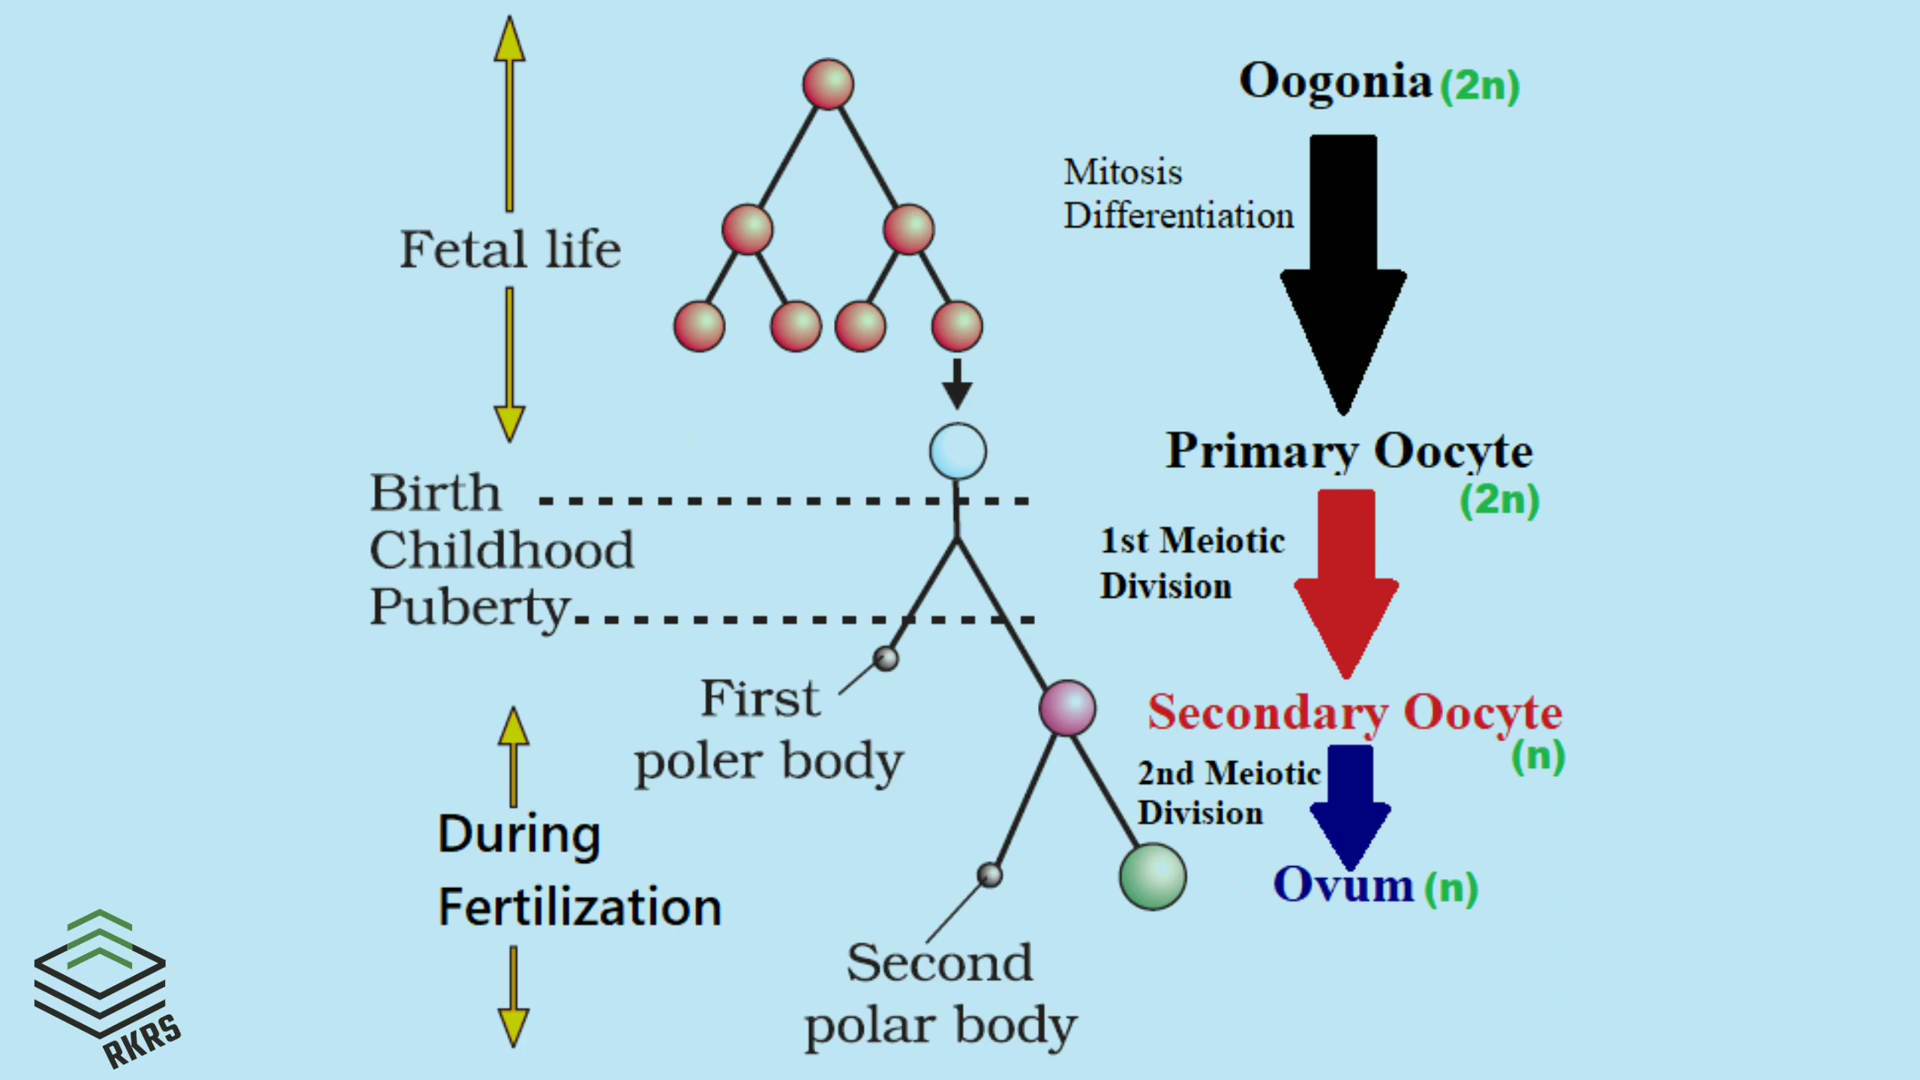 Oogonia (2n)
Mitosis
Differentiation
Fetal life
Primary Oocyte
(2n)
Birth
Childhood
Puberty
1st Meiotic
Division
First
poler body
Secondary Oocyte
(n)
2nd Meiotic
Division
During
Fertilization
Ovum (n)
Second
polar body
RKRS